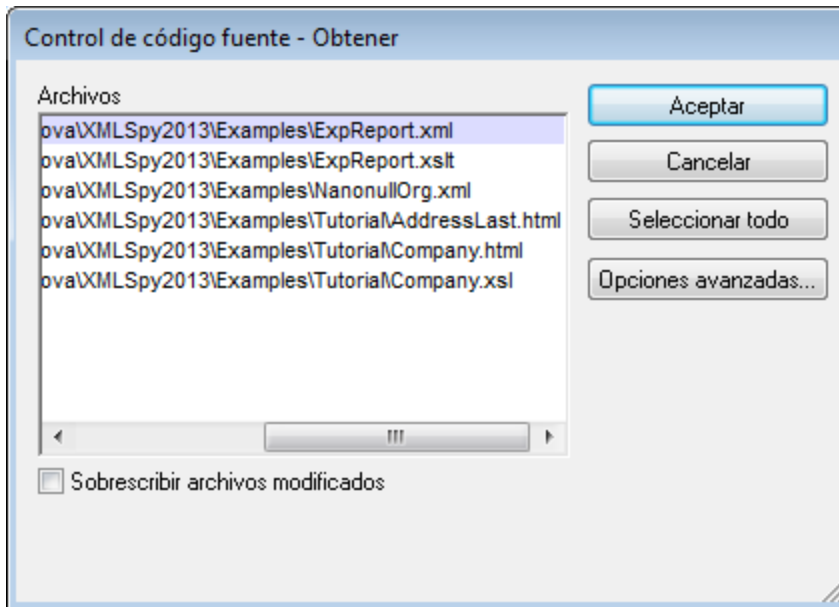 Control de código fuente - Obtener
Archivos
ova\XMLSpy2013\Examples\ExpReport.xml
ova\XMLSpy2013\Examples\ExpReport.xslt
ova\XMLSpy2013\Examples\NanonullOrg.xml
ova\XMLSpy2013\Examples\Tutorial\AddressLast.html
ova\XMLSpy2013\Examples\Tutorial\Company.html
ova\XMLSpy2013\Examples\Tutorial\Company.xsl
Sobrescribir archivos modificados
Aceptar
Cancelar
Seleccionar todo
Opciones avanzadas...